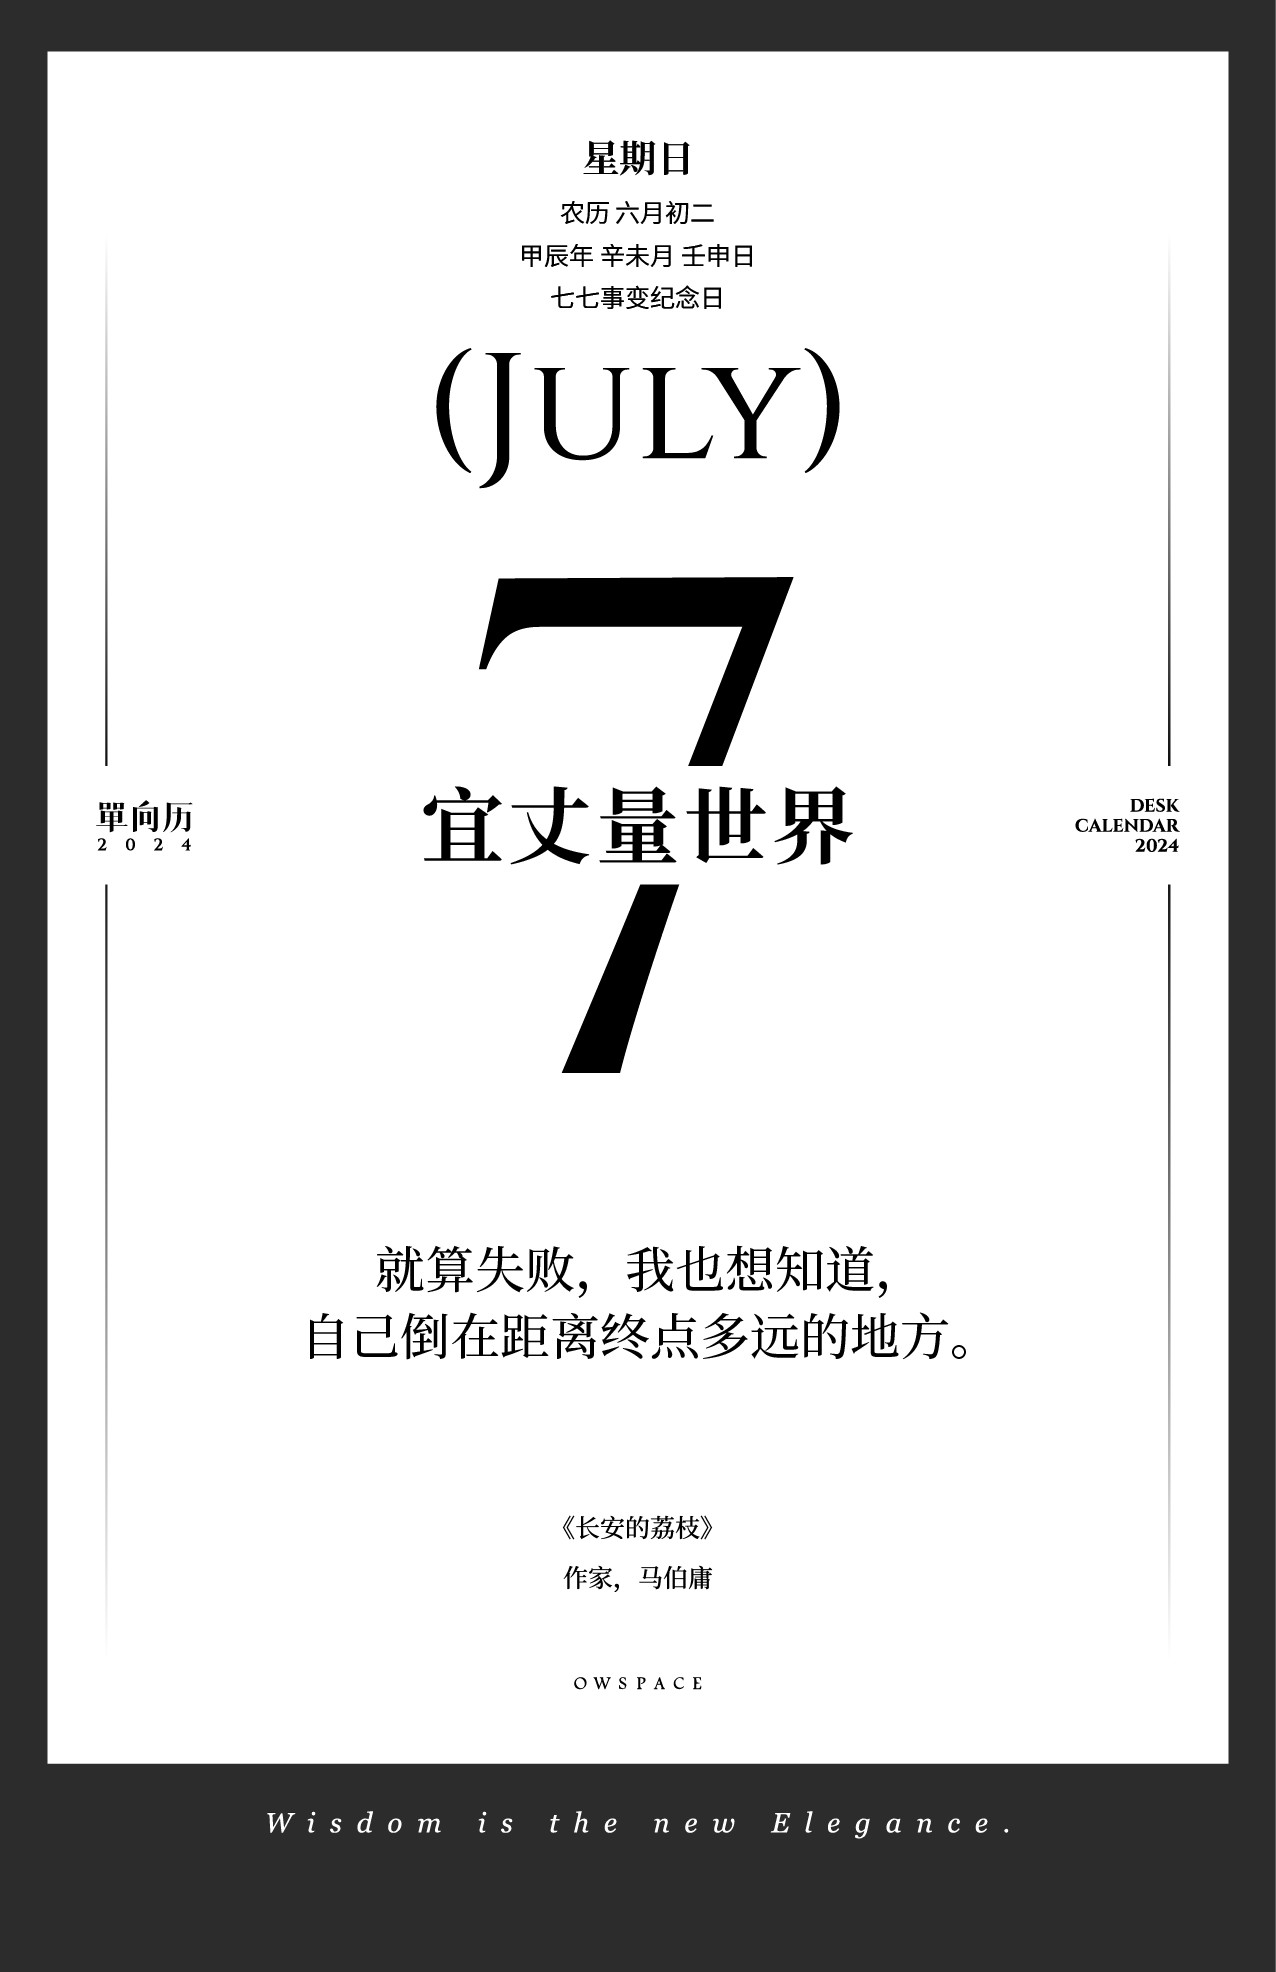 星期日
农历 六月初二
甲辰年 辛未月 壬申日
七七事变纪念日
(JULY)
7
單向历
2024
宜丈量世界
DESK
CALENDAR
2024
就算失败，我也想知道，
自己倒在距离终点多远的地方。
《长安的荔枝》
作家，马伯庸
OWSPACE
Wisdom is the new Elegance.